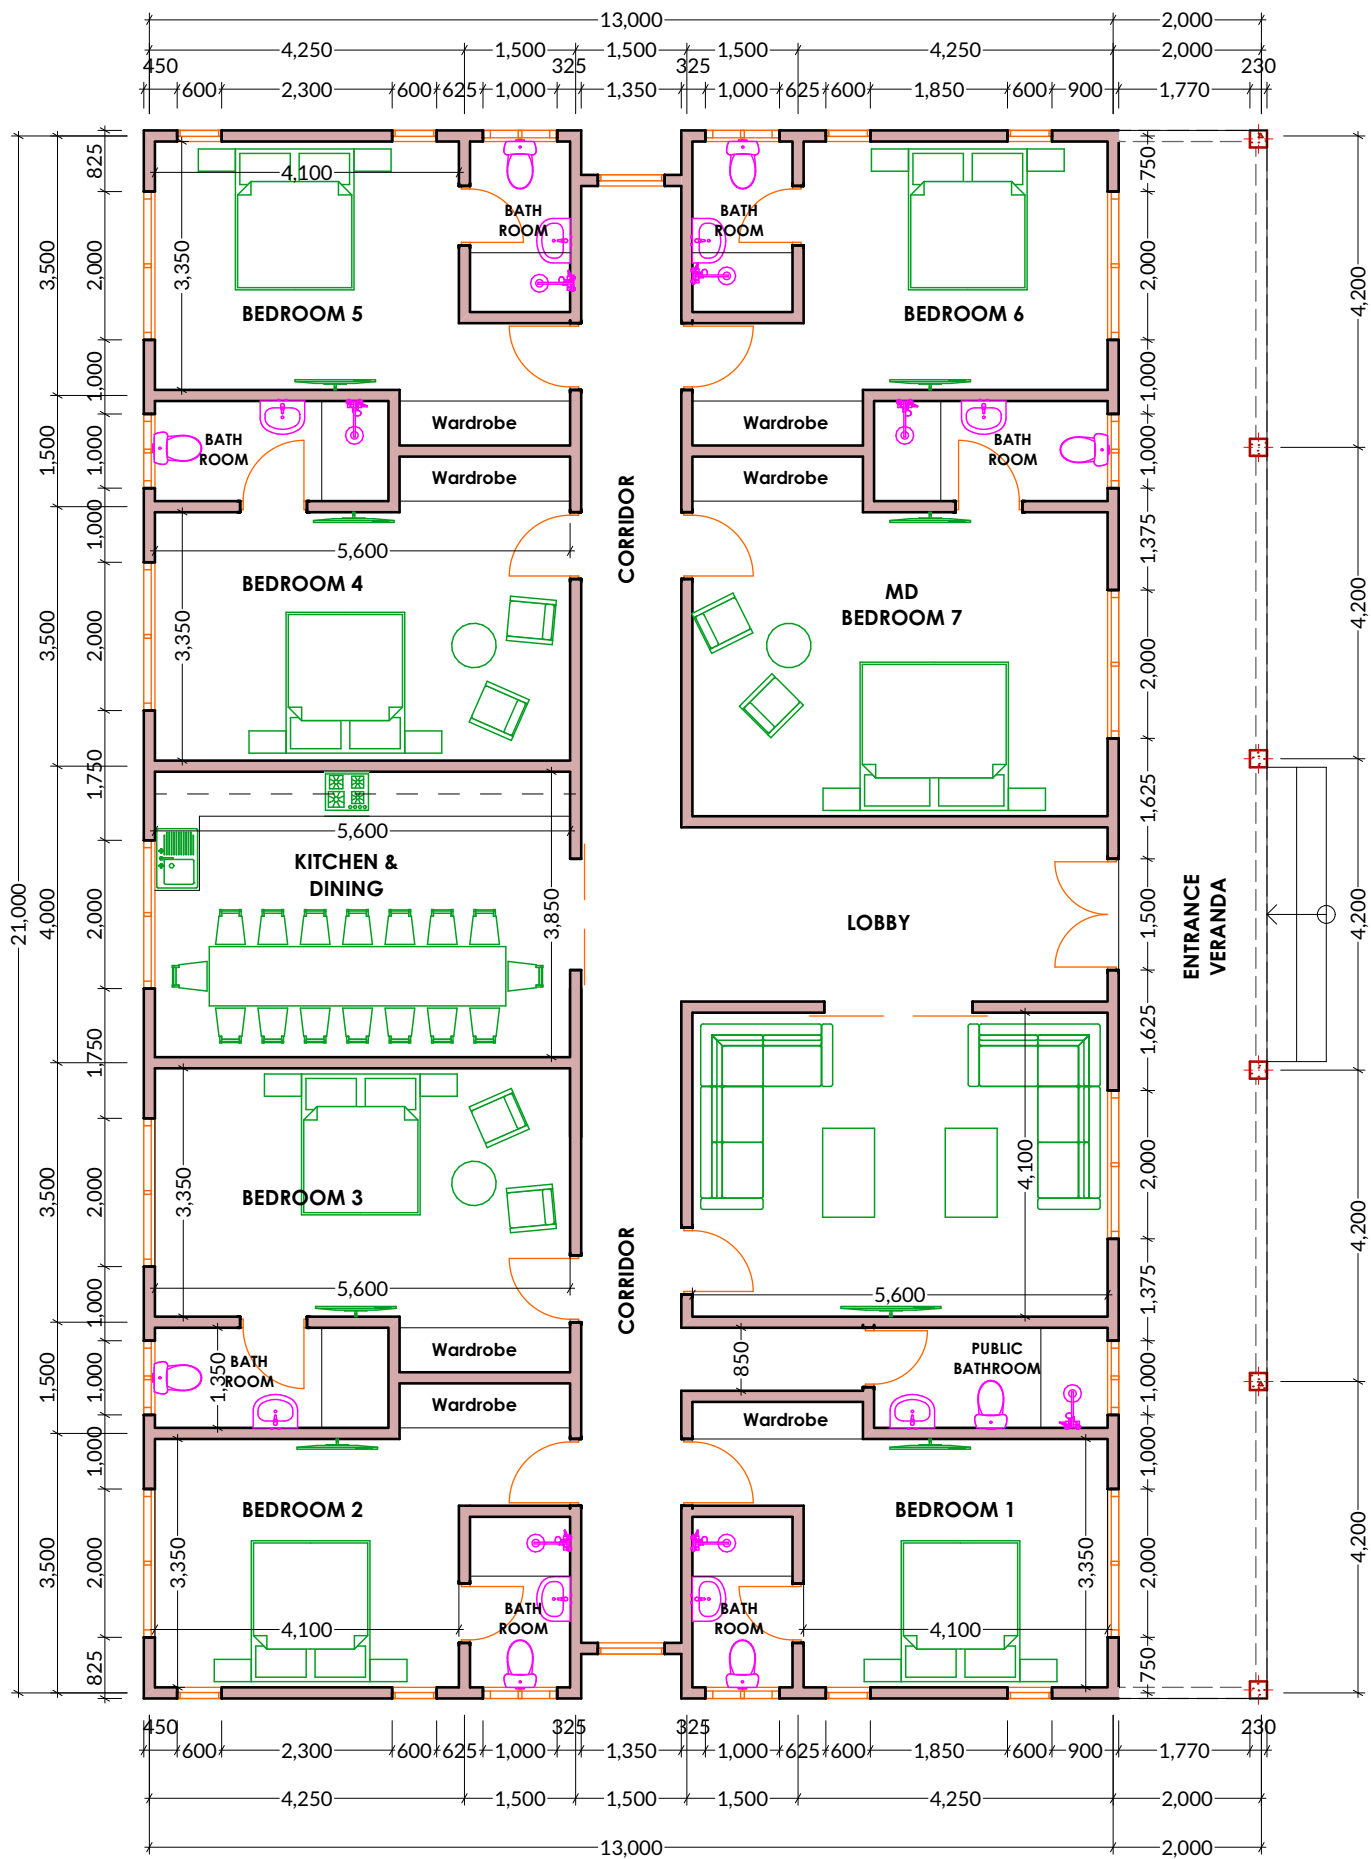 13,000 2,000
4,250 1,500 1,500 1,500 4,250 2,000
450 325 325 230
600 2,300 600 625 1,000 1,350 1,000 625 600 1,850 600 900 1,770
825
3,500
2,000
1,000
1,500
1,000
1,000
3,500
2,000
1,750
21,000
4,000
2,000
1,750
3,500
2,000
1,000
1,500
1,000
1,000
3,500
2,000
825
4,100
3,350
BATH
ROOM
BEDROOM 5
BATH
ROOM
BEDROOM 6
BATH
ROOM
Wardrobe
Wardrobe
Wardrobe
Wardrobe
BATH
ROOM
CORRIDOR
5,600
BEDROOM 4
3,350
MD
BEDROOM 7
5,600
KITCHEN &
DINING
3,850
LOBBY
ENTRANCE
VERANDA
3,350
BEDROOM 3
5,600
CORRIDOR
4,100
5,600
BATH
ROOM
1,350
Wardrobe
Wardrobe
850
PUBLIC
BATHROOM
Wardrobe
BEDROOM 2
3,350
4,100
BATH
ROOM
BEDROOM 1
3,350
4,100
BATH
ROOM
750
2,000
1,000
1,000
1,375
2,000
1,625
1,500
1,625
2,000
1,375
1,000
1,000
2,000
750
4,200
4,200
4,200
4,200
4,200
450 325 325 230
600 2,300 600 625 1,000 1,350 1,000 625 600 1,850 600 900 1,770
4,250 1,500 1,500 1,500 4,250 2,000
13,000 2,000